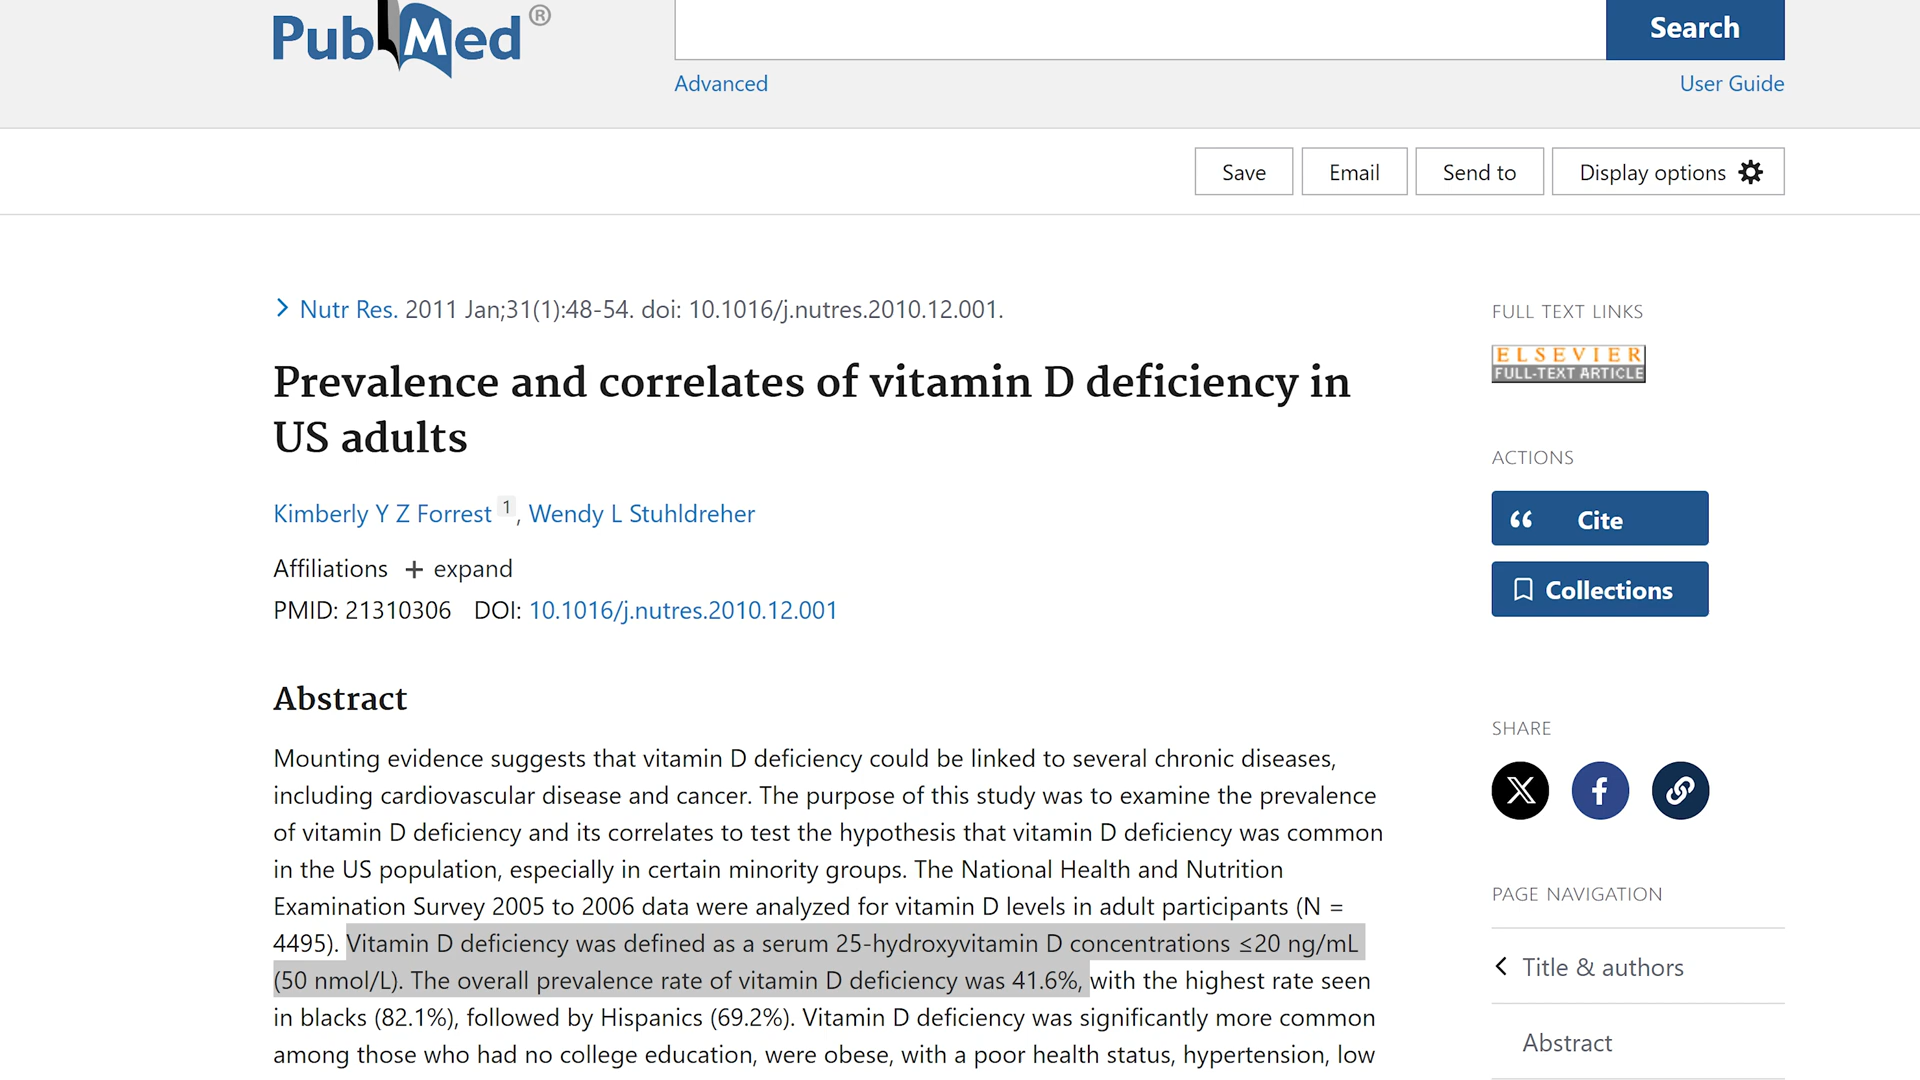 PubMed®
Search
Advanced
User Guide
Save
Email
Send to
Display options
Nutr Res. 2011 Jan;31(1):48-54. doi: 10.1016/j.nutres.2010.12.001.
Prevalence and correlates of vitamin D deficiency in
US adults
Kimberly Y Z Forrest 1, Wendy L Stuhldreher
Affiliations + expand
PMID: 21310306 DOI: 10.1016/j.nutres.2010.12.001
Abstract
Mounting evidence suggests that vitamin D deficiency could be linked to several chronic diseases,
including cardiovascular disease and cancer. The purpose of this study was to examine the prevalence
of vitamin D deficiency and its correlates to test the hypothesis that vitamin D deficiency was common
in the US population, especially in certain minority groups. The National Health and Nutrition
Examination Survey 2005 to 2006 data were analyzed for vitamin D levels in adult participants (N =
4495). Vitamin D deficiency was defined as a serum 25-hydroxyvitamin D concentrations ≤20 ng/mL
(50 nmol/L). The overall prevalence rate of vitamin D deficiency was 41.6%, with the highest rate seen
in blacks (82.1%), followed by Hispanics (69.2%). Vitamin D deficiency was significantly more common
among those who had no college education, were obese, with a poor health status, hypertension, low
FULL TEXT LINKS
ELSEVIER
FULL-TEXT ARTICLE
ACTIONS
Cite
Collections
SHARE
PAGE NAVIGATION
Title & authors
Abstract